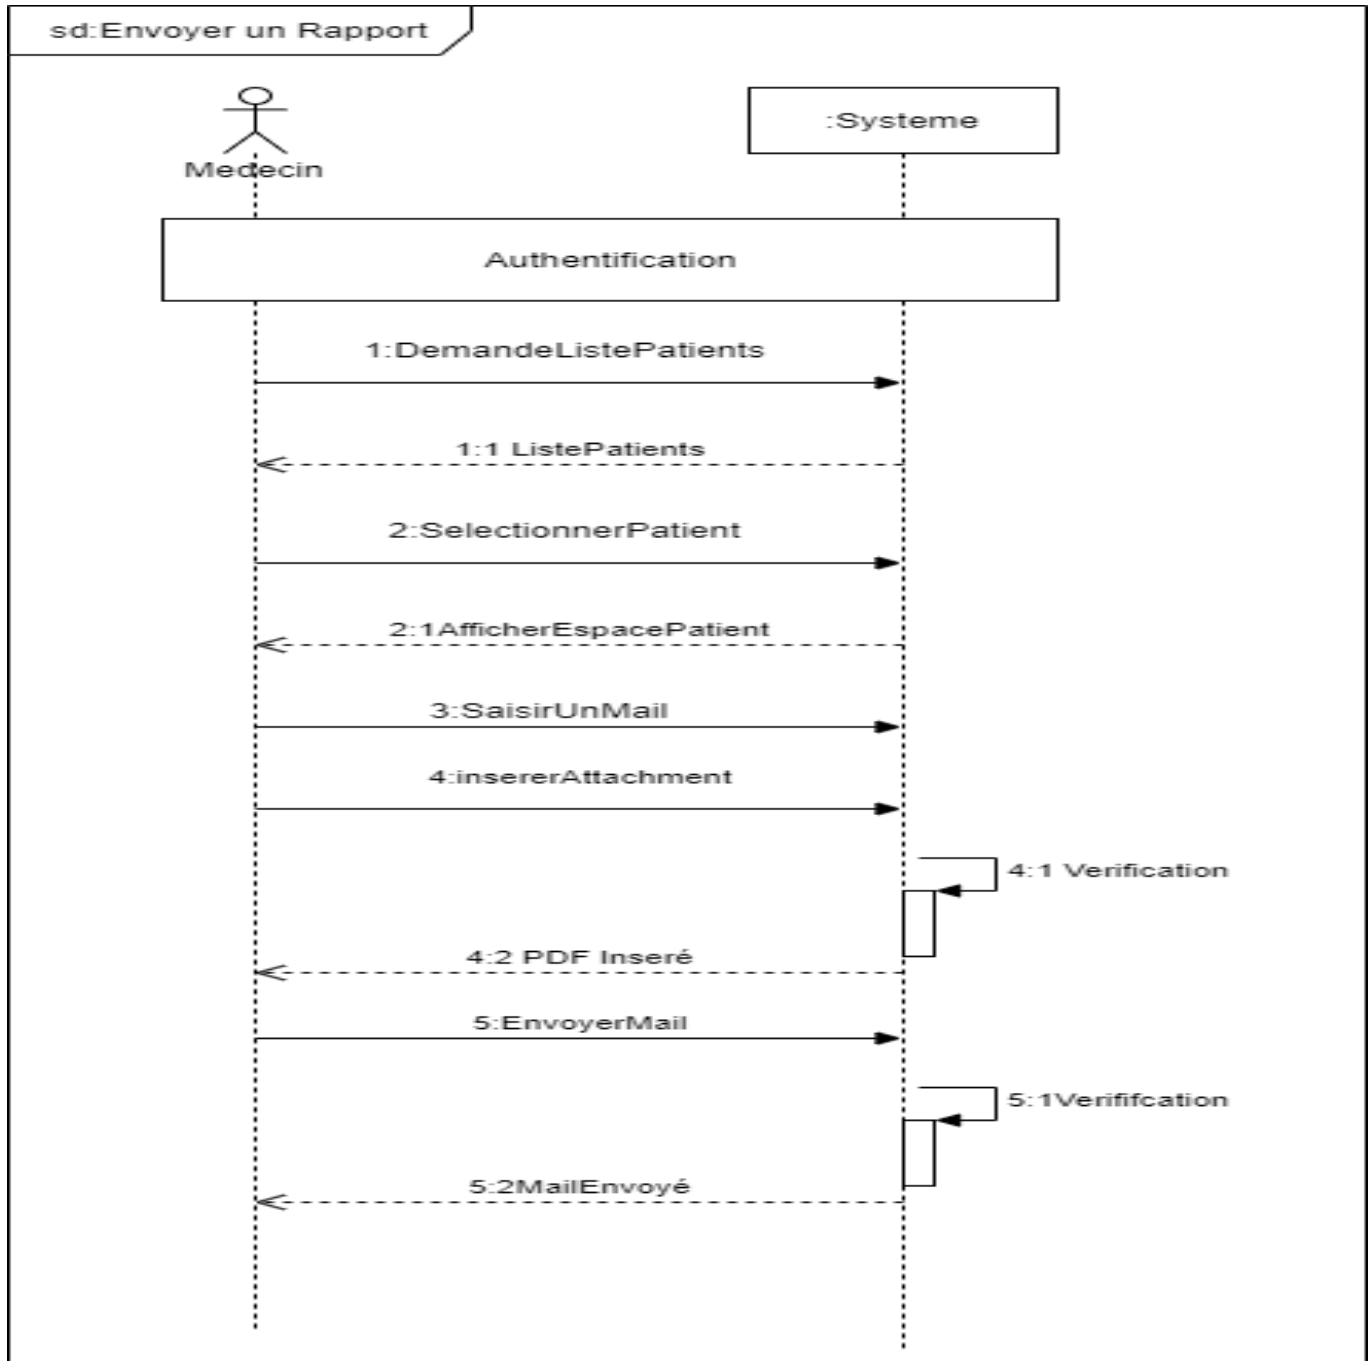 sd:Envoyer un Rapport
:Systeme
Medecin
Authentification
1:DemandeListePatients
1:1 ListePatients
2:SelectionnerPatient
2:1AfficherEspacePatient
3:SaisirUnMail
4:insererAttachment
4:1 Verification
4:2 PDF Inseré
5:EnvoyerMail
5:1Verififcation
5:2MailEnvoyé